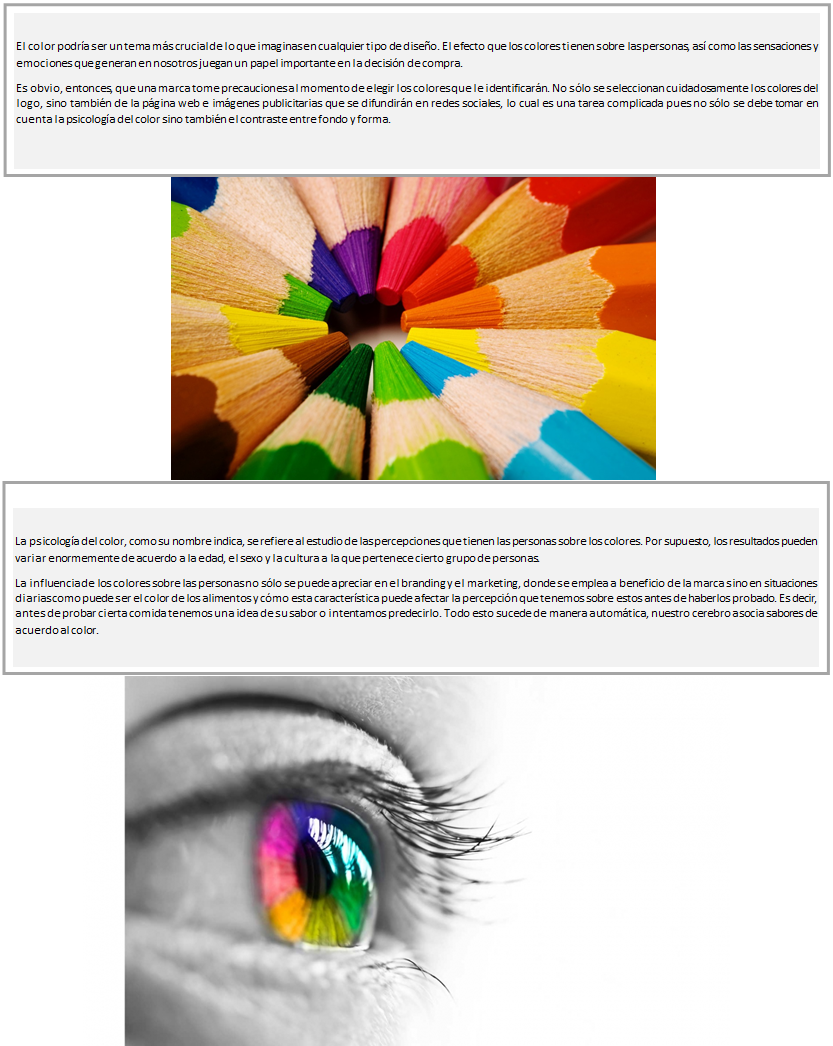 El color podría ser un tema más crucial de lo que imaginas en cualquier tipo de diseño. El efecto que los colores tienen sobre las personas, así como las sensaciones y
emociones que generan en nosotros juegan un papel importante en la decisión de compra.
Es obvio, entonces, que una marca tome precauciones al momento de elegir los colores que le identificarán. No sólo se seleccionan cuidadosamente los colores del
logo, sino también de la página web e imágenes publicitarias que se difundirán en redes sociales, lo cual es una tarea complicada pues no sólo se debe tomar en
cuenta la psicología del color sino también el contraste entre fondo y forma.
La psicología del color, como su nombre indica, se refiere al estudio de las percepciones que tienen las personas sobre los colores. Por supuesto, los resultados pueden
variar enormemente de acuerdo a la edad, el sexo y la cultura a la que pertenece cierto grupo de personas.
La influencia de los colores sobre las personas no sólo se puede apreciar en el branding y el marketing, donde se emplea a beneficio de la marca sino en situaciones
diarias como puede ser el color de los alimentos y cómo esta característica puede afectar la percepción que tenemos sobre estos antes de haberlos probado. Es decir,
antes de probar cierta comida tenemos una idea de su sabor o intentamos predecirlo. Todo esto sucede de manera automática, nuestro cerebro asocia sabores de
acuerdo al color.